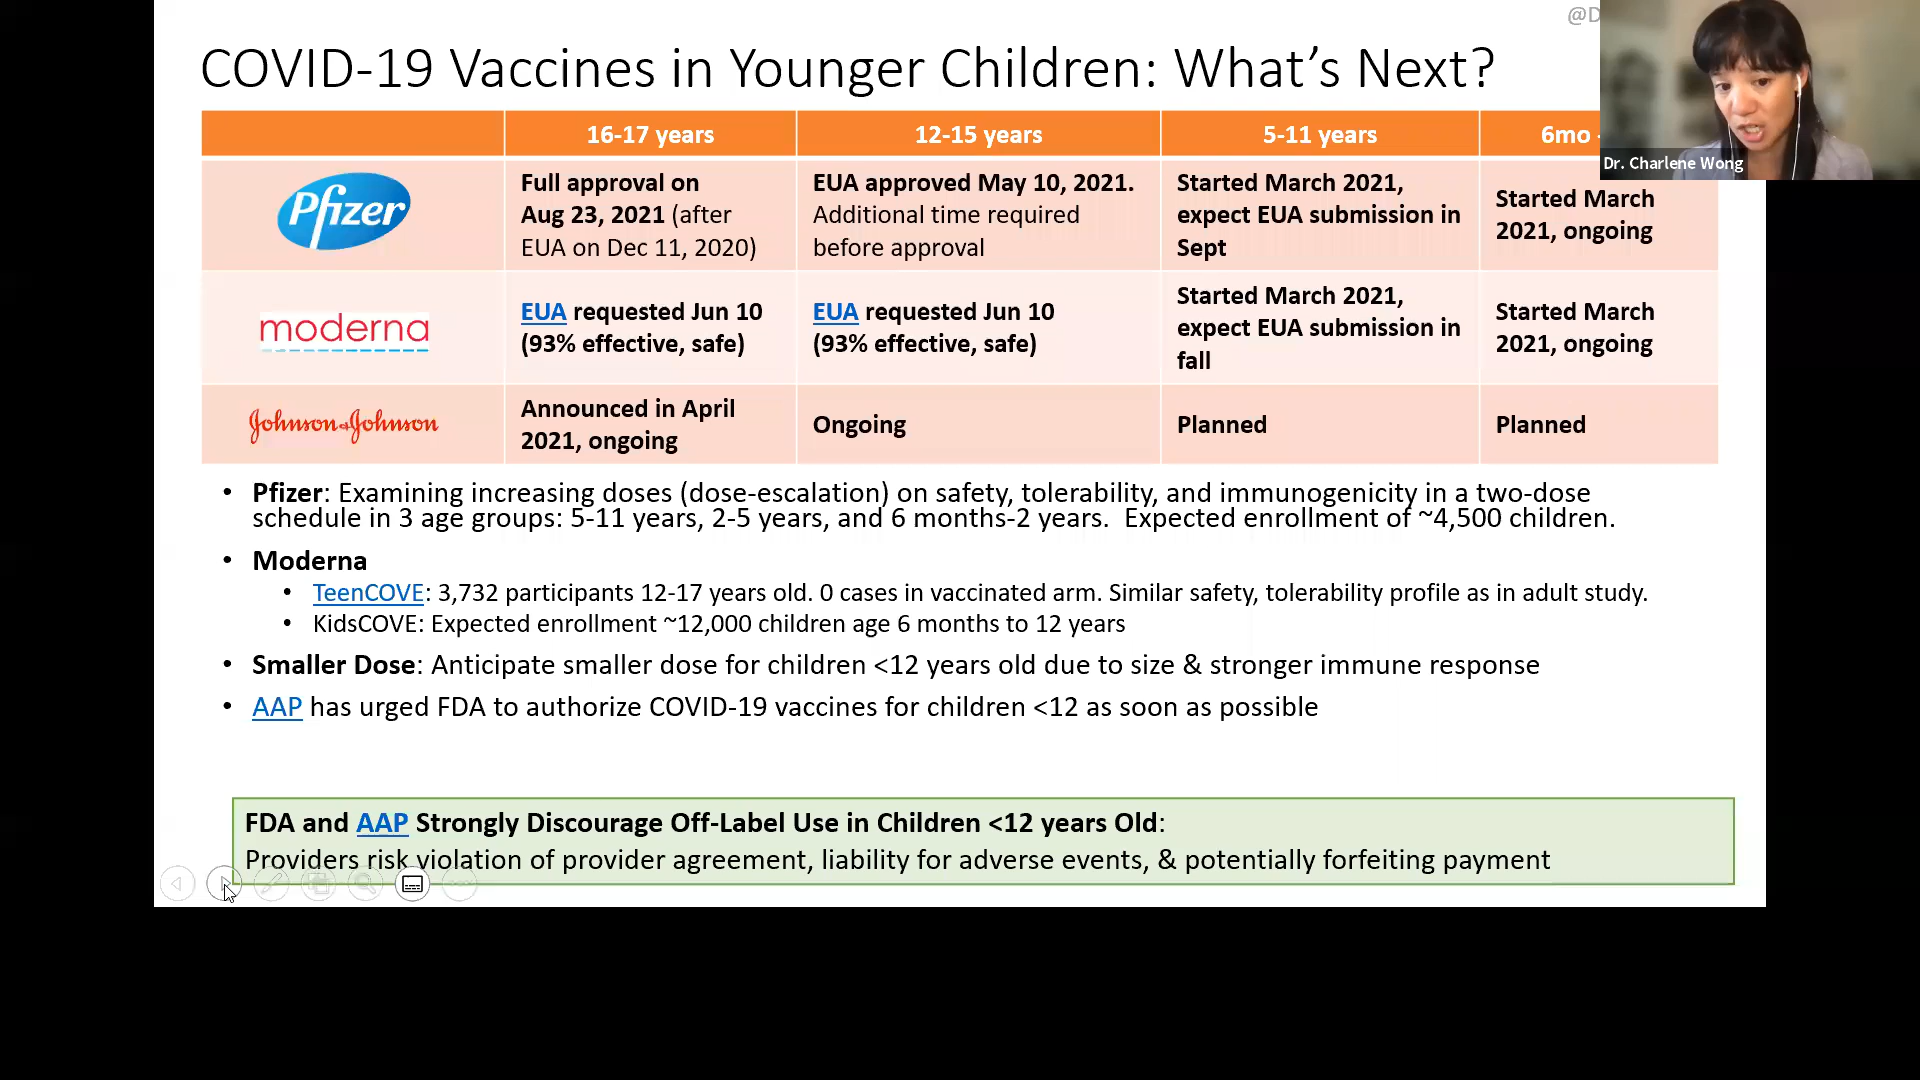 @D
COVID-19 Vaccines in Younger Children: What's Next?
Dr. Charlene Wong
16-17 years
12-15 years
5-11 years
6mo -
Pfizer
Full approval on
Aug 23, 2021 (after
EUA on Dec 11, 2020)
EUA approved May 10, 2021.
Additional time required
before approval
Started March 2021,
expect EUA submission in
Sept
Started March
2021, ongoing
moderna
EUA requested Jun 10
(93% effective, safe)
EUA requested Jun 10
(93% effective, safe)
Started March 2021,
expect EUA submission in
fall
Started March
2021, ongoing
Johnson & Johnson
Announced in April
2021, ongoing
Ongoing
Planned
Planned
• Pfizer: Examining increasing doses (dose-escalation) on safety, tolerability, and immunogenicity in a two-dose
schedule in 3 age groups: 5-11 years, 2-5 years, and 6 months-2 years.  Expected enrollment of ~4,500 children.
• Moderna
• TeenCOVE: 3,732 participants 12-17 years old. 0 cases in vaccinated arm. Similar safety, tolerability profile as in adult study.
• KidsCOVE: Expected enrollment ~12,000 children age 6 months to 12 years
• Smaller Dose: Anticipate smaller dose for children <12 years old due to size & stronger immune response
• AAP has urged FDA to authorize COVID-19 vaccines for children <12 as soon as possible
FDA and AAP Strongly Discourage Off-Label Use in Children <12 years Old:
Providers risk violation of provider agreement, liability for adverse events, & potentially forfeiting payment